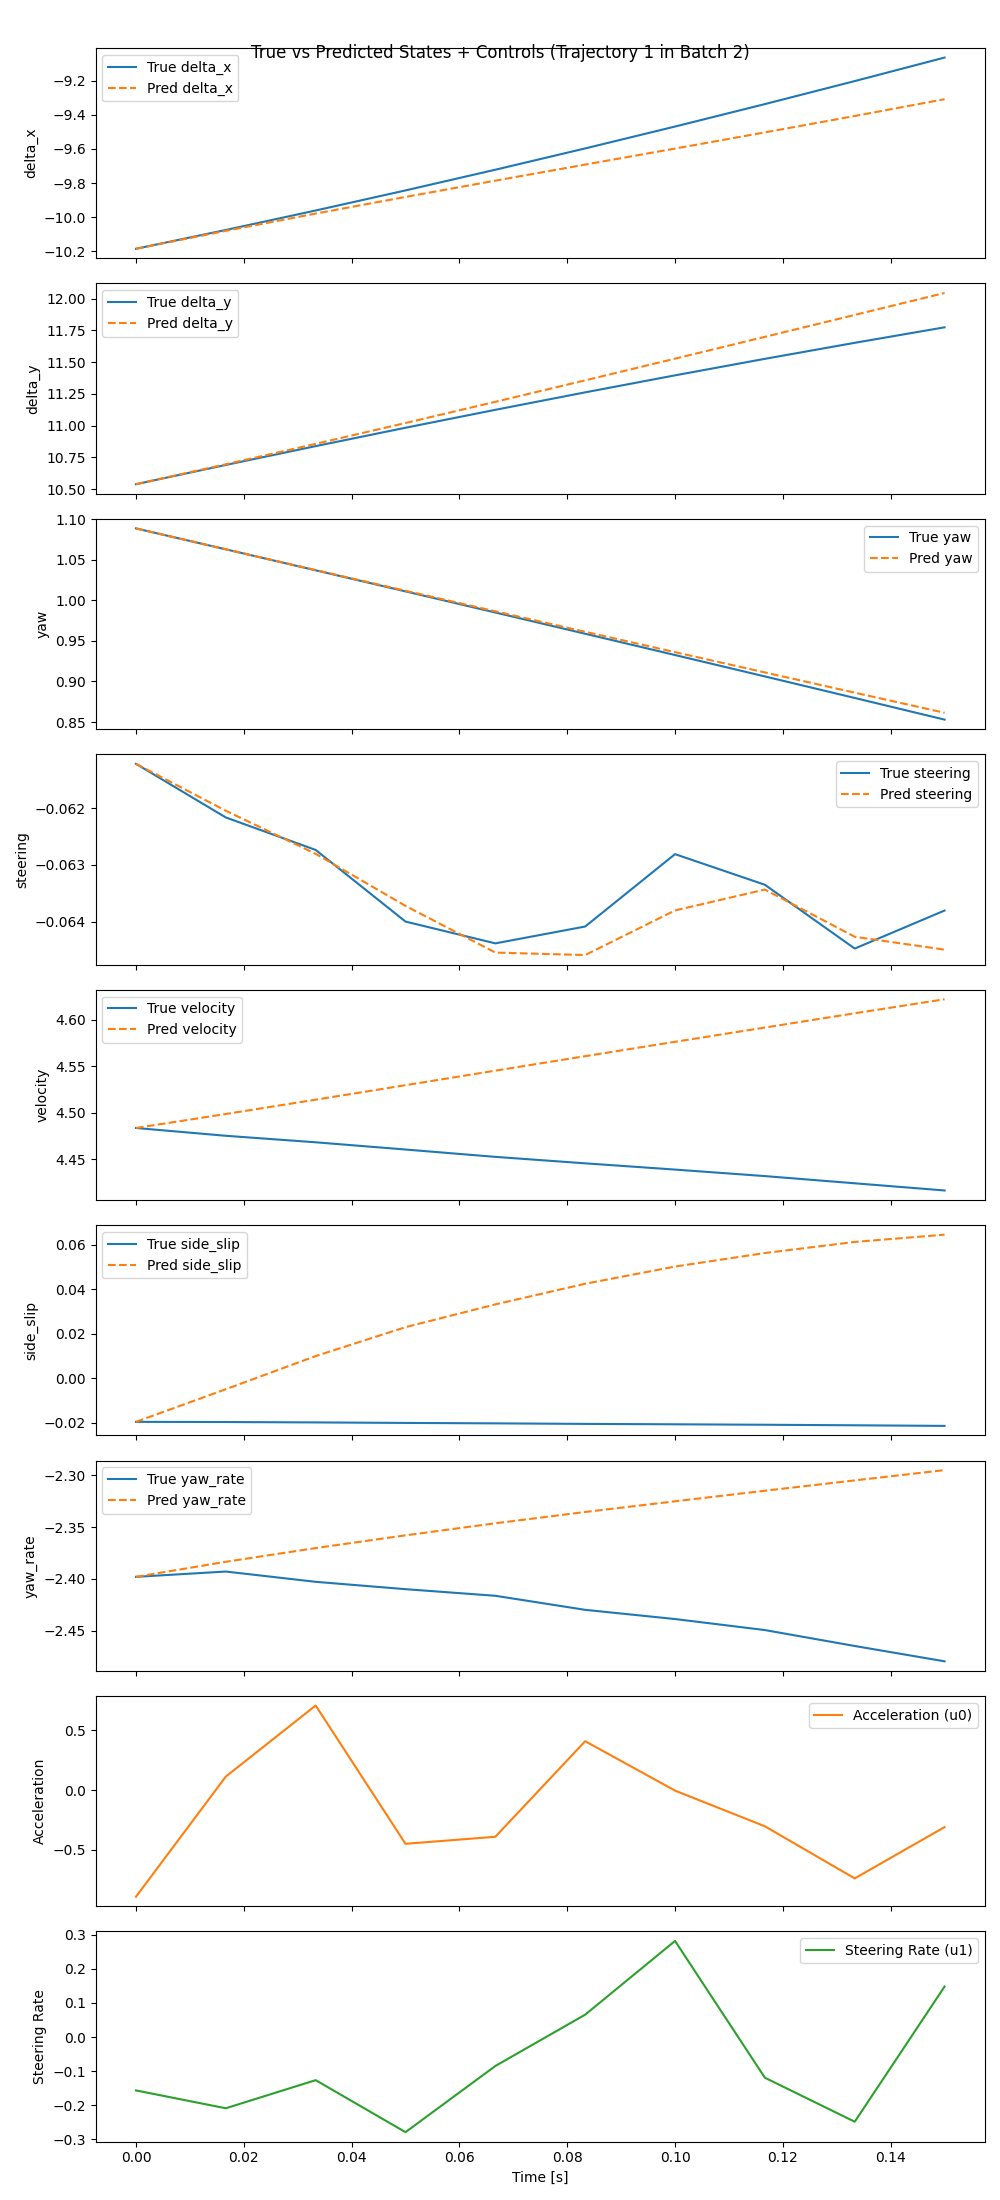 True vs Predicted States + Controls (Trajectory 1 in Batch 2)
True delta_x
Pred delta_x
delta_x
−9.2
−9.4
−9.6
−9.8
−10.0
−10.2
True delta_y
Pred delta_y
delta_y
12.00
11.75
11.50
11.25
11.00
10.75
10.50
True yaw
Pred yaw
yaw
1.10
1.05
1.00
0.95
0.90
0.85
True steering
Pred steering
steering
−0.062
−0.063
−0.064
True velocity
Pred velocity
velocity
4.60
4.55
4.50
4.45
True side_slip
Pred side_slip
side_slip
0.06
0.04
0.02
0.00
−0.02
True yaw_rate
Pred yaw_rate
yaw_rate
−2.30
−2.35
−2.40
−2.45
Acceleration (u0)
Acceleration
0.5
0.0
−0.5
Steering Rate (u1)
Steering Rate
0.3
0.2
0.1
0.0
−0.1
−0.2
−0.3
0.00 0.02 0.04 0.06 0.08 0.10 0.12 0.14
Time [s]